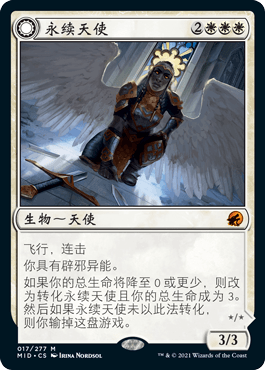 永续天使 2
生物～天使
飞行，连击
你具有辟邪异能。
如果你的总生命将降至 0 或更少，则改
为转化永续天使且你的总生命成为 3。
然后如果永续天使未以此法转化，
则你输掉这盘游戏。
*/*
3/3
017/277 M
MID • CS IRINA NORDSOL
™ & © 2021 Wizards of the Coast